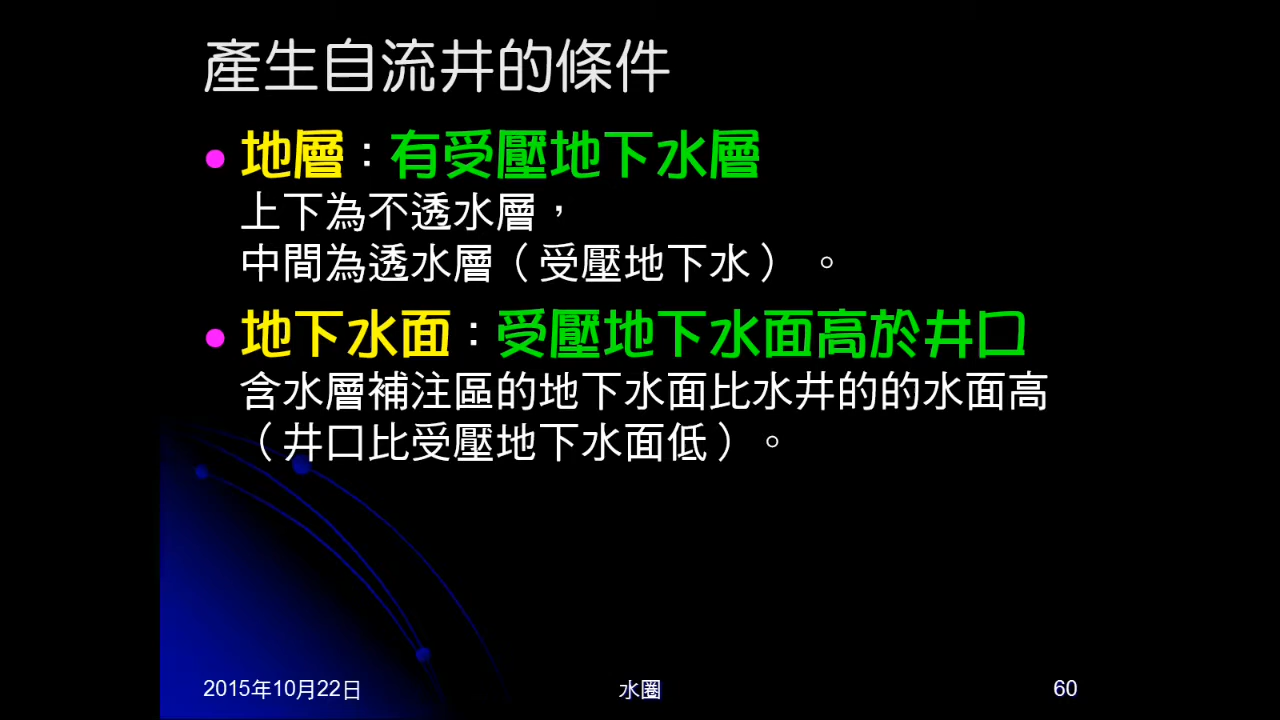 產生自流井的條件
地層：有受壓地下水層
上下為不透水層，
中間為透水層（受壓地下水）。
地下水面：受壓地下水面高於井口
含水層補注區的地下水面比水井的的水面高
（井口比受壓地下水面低）。
2015年10月22日 水圈 60